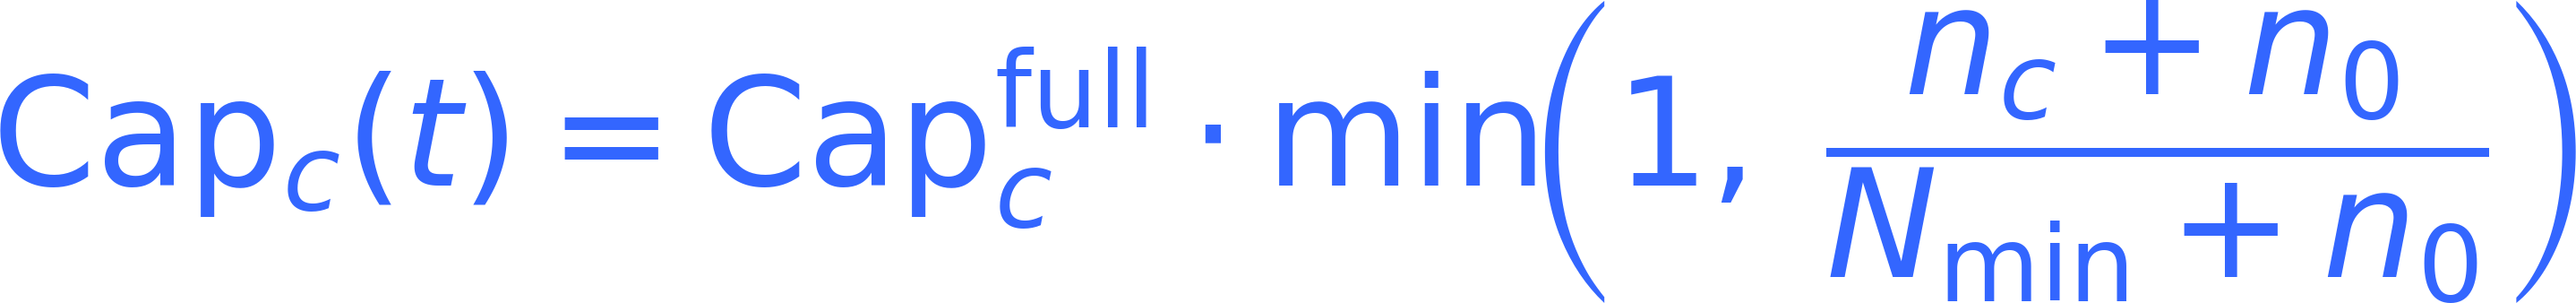 Cap_c(t) = Cap_c^full · min(1, (n_c + n_0)/(N_min + n_0))